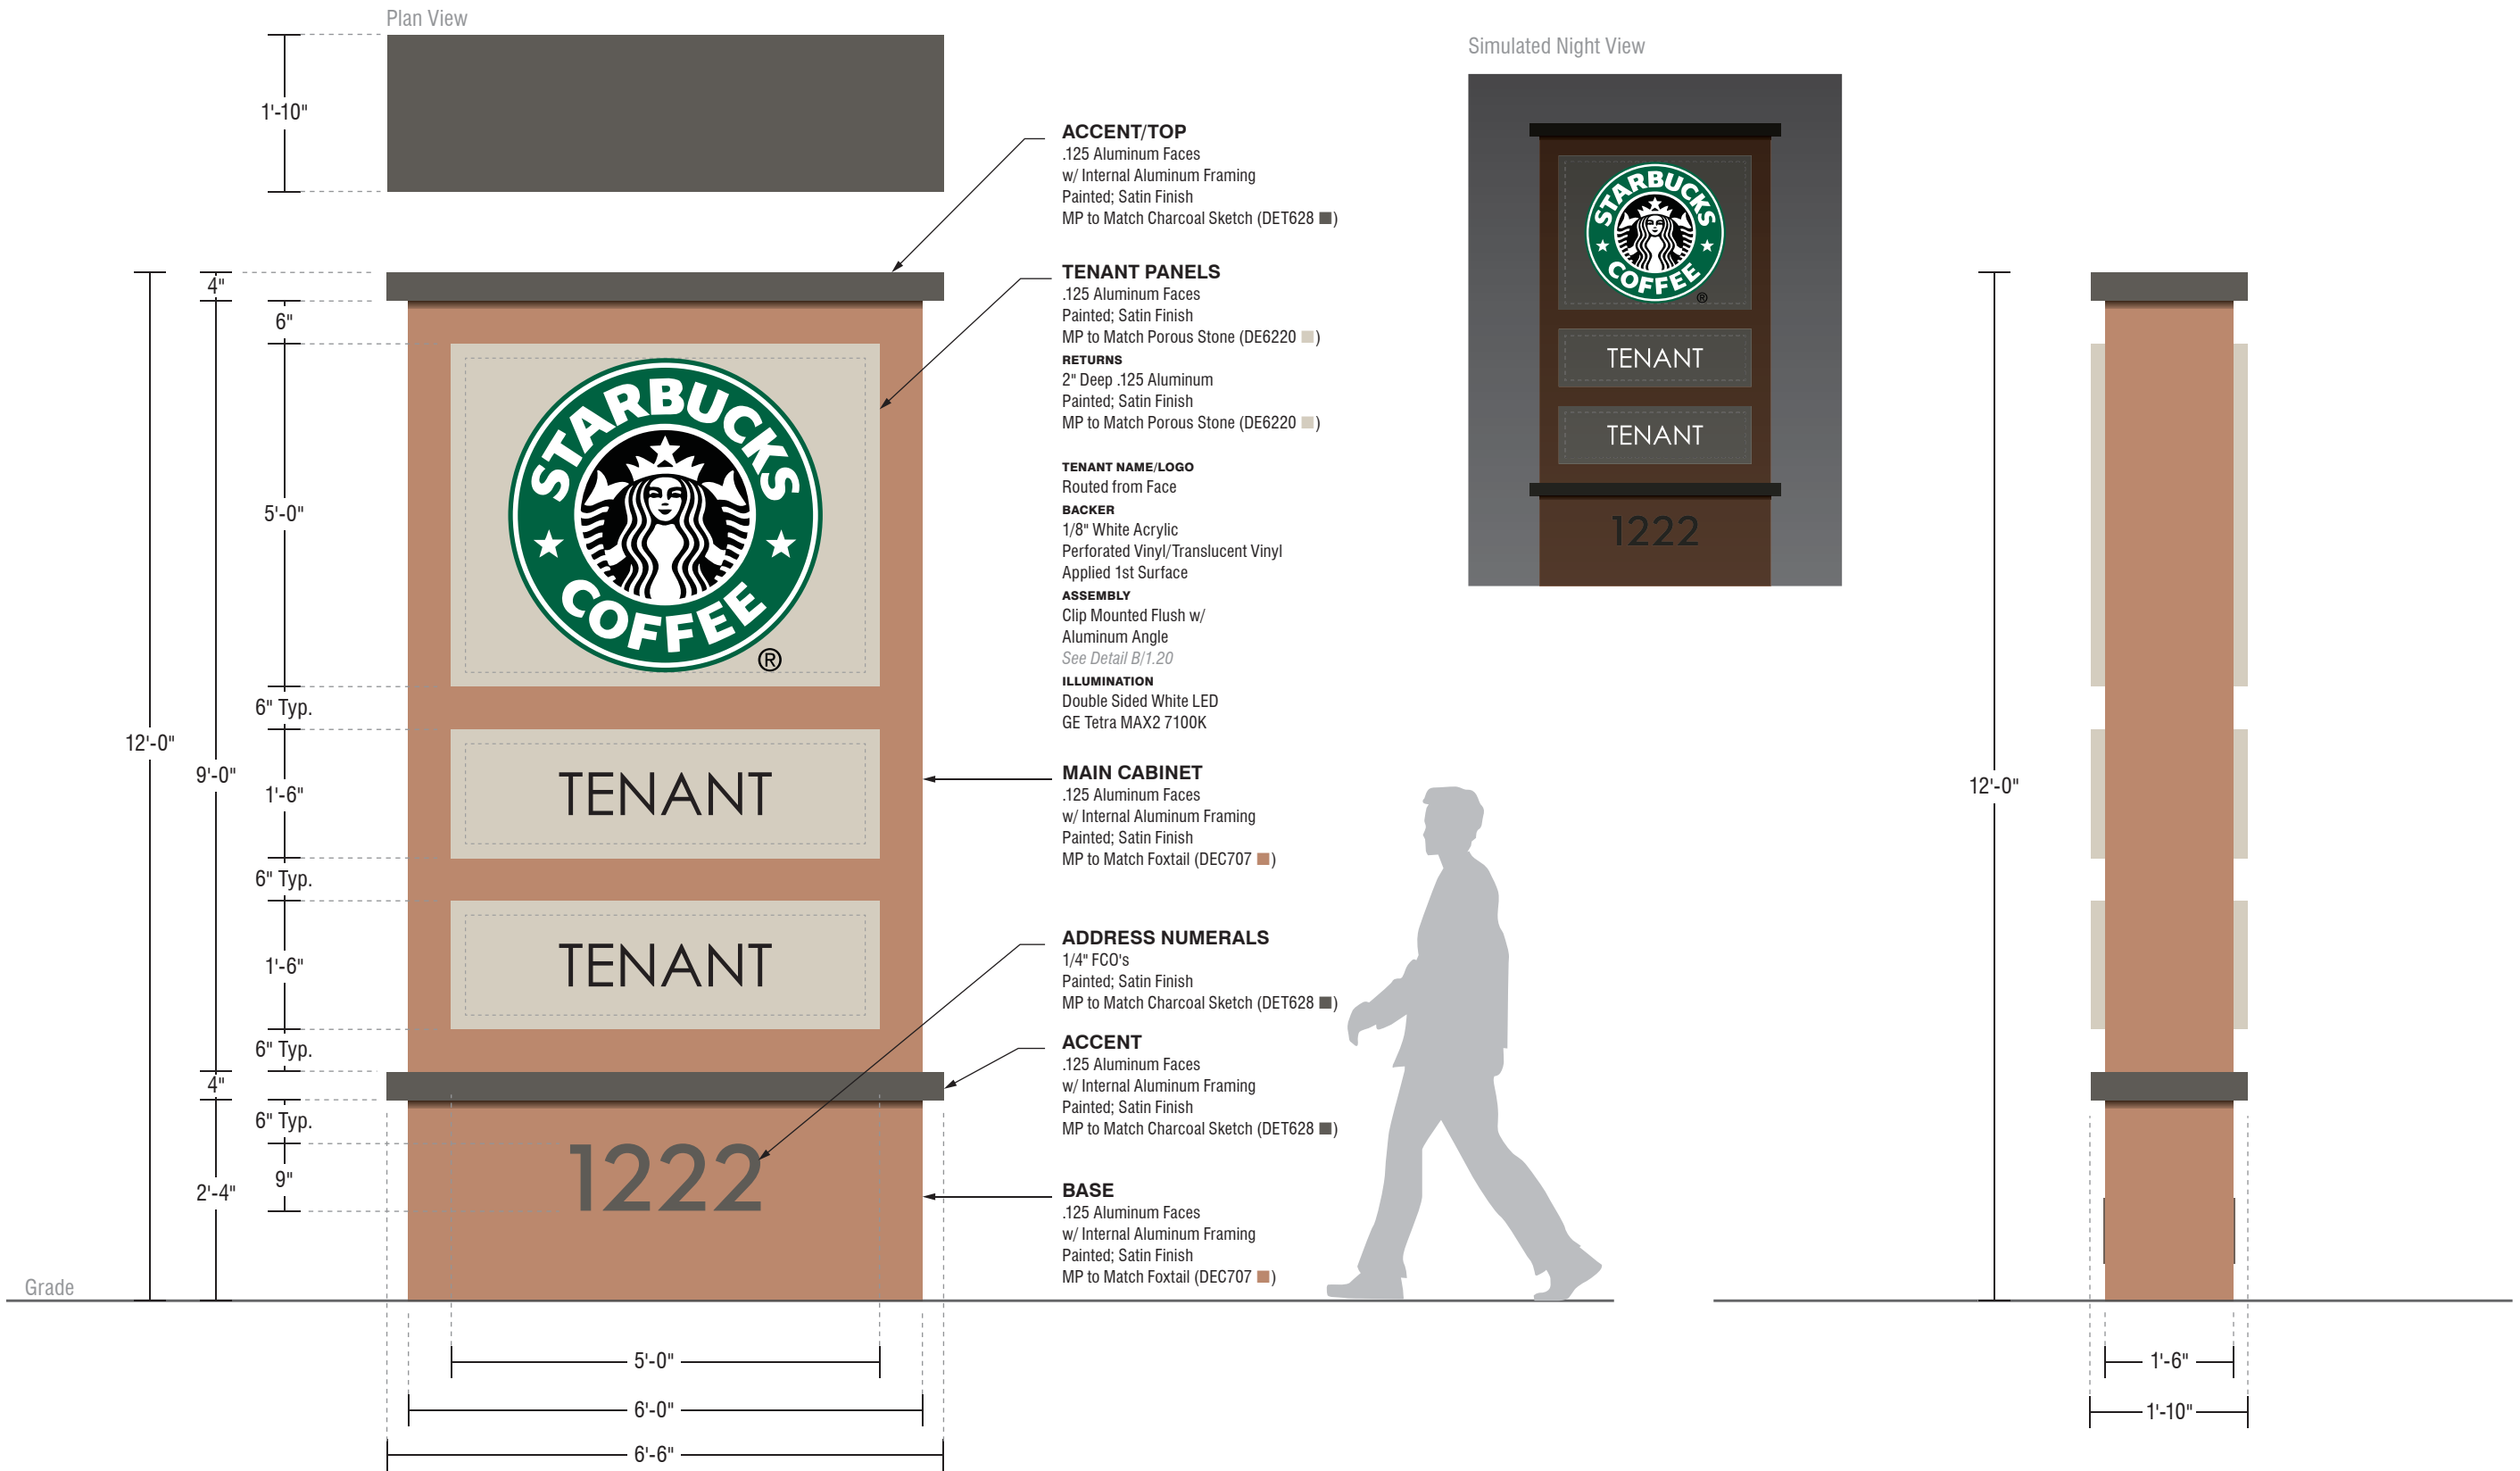 Plan View
1'-10"
Simulated Night View
STARBUCKS
COFFEE
®
TENANT
TENANT
1222
ACCENT/TOP
.125 Aluminum Faces
w/ Internal Aluminum Framing
Painted; Satin Finish
MP to Match Charcoal Sketch (DET628 )
TENANT PANELS
.125 Aluminum Faces
Painted; Satin Finish
MP to Match Porous Stone (DE6220 )
RETURNS
2" Deep .125 Aluminum
Painted; Satin Finish
MP to Match Porous Stone (DE6220 )
TENANT NAME/LOGO
Routed from Face
BACKER
1/8" White Acrylic
Perforated Vinyl/Translucent Vinyl
Applied 1st Surface
ASSEMBLY
Clip Mounted Flush w/
Aluminum Angle
See Detail B/1.20
ILLUMINATION
Double Sided White LED
GE Tetra MAX2 7100K
MAIN CABINET
.125 Aluminum Faces
w/ Internal Aluminum Framing
Painted; Satin Finish
MP to Match Foxtail (DEC707 )
ADDRESS NUMERALS
1/4" FCO's
Painted; Satin Finish
MP to Match Charcoal Sketch (DET628 )
ACCENT
.125 Aluminum Faces
w/ Internal Aluminum Framing
Painted; Satin Finish
MP to Match Charcoal Sketch (DET628 )
BASE
.125 Aluminum Faces
w/ Internal Aluminum Framing
Painted; Satin Finish
MP to Match Foxtail (DEC707 )
4"
6"
5'-0"
6" Typ.
12'-0"
9'-0"
1'-6"
6" Typ.
1'-6"
6" Typ.
4"
6" Typ.
9"
2'-4"
STARBUCKS
COFFEE
®
TENANT
TENANT
1222
Grade
5'-0"
6'-0"
6'-6"
12'-0"
1'-6"
1'-10"